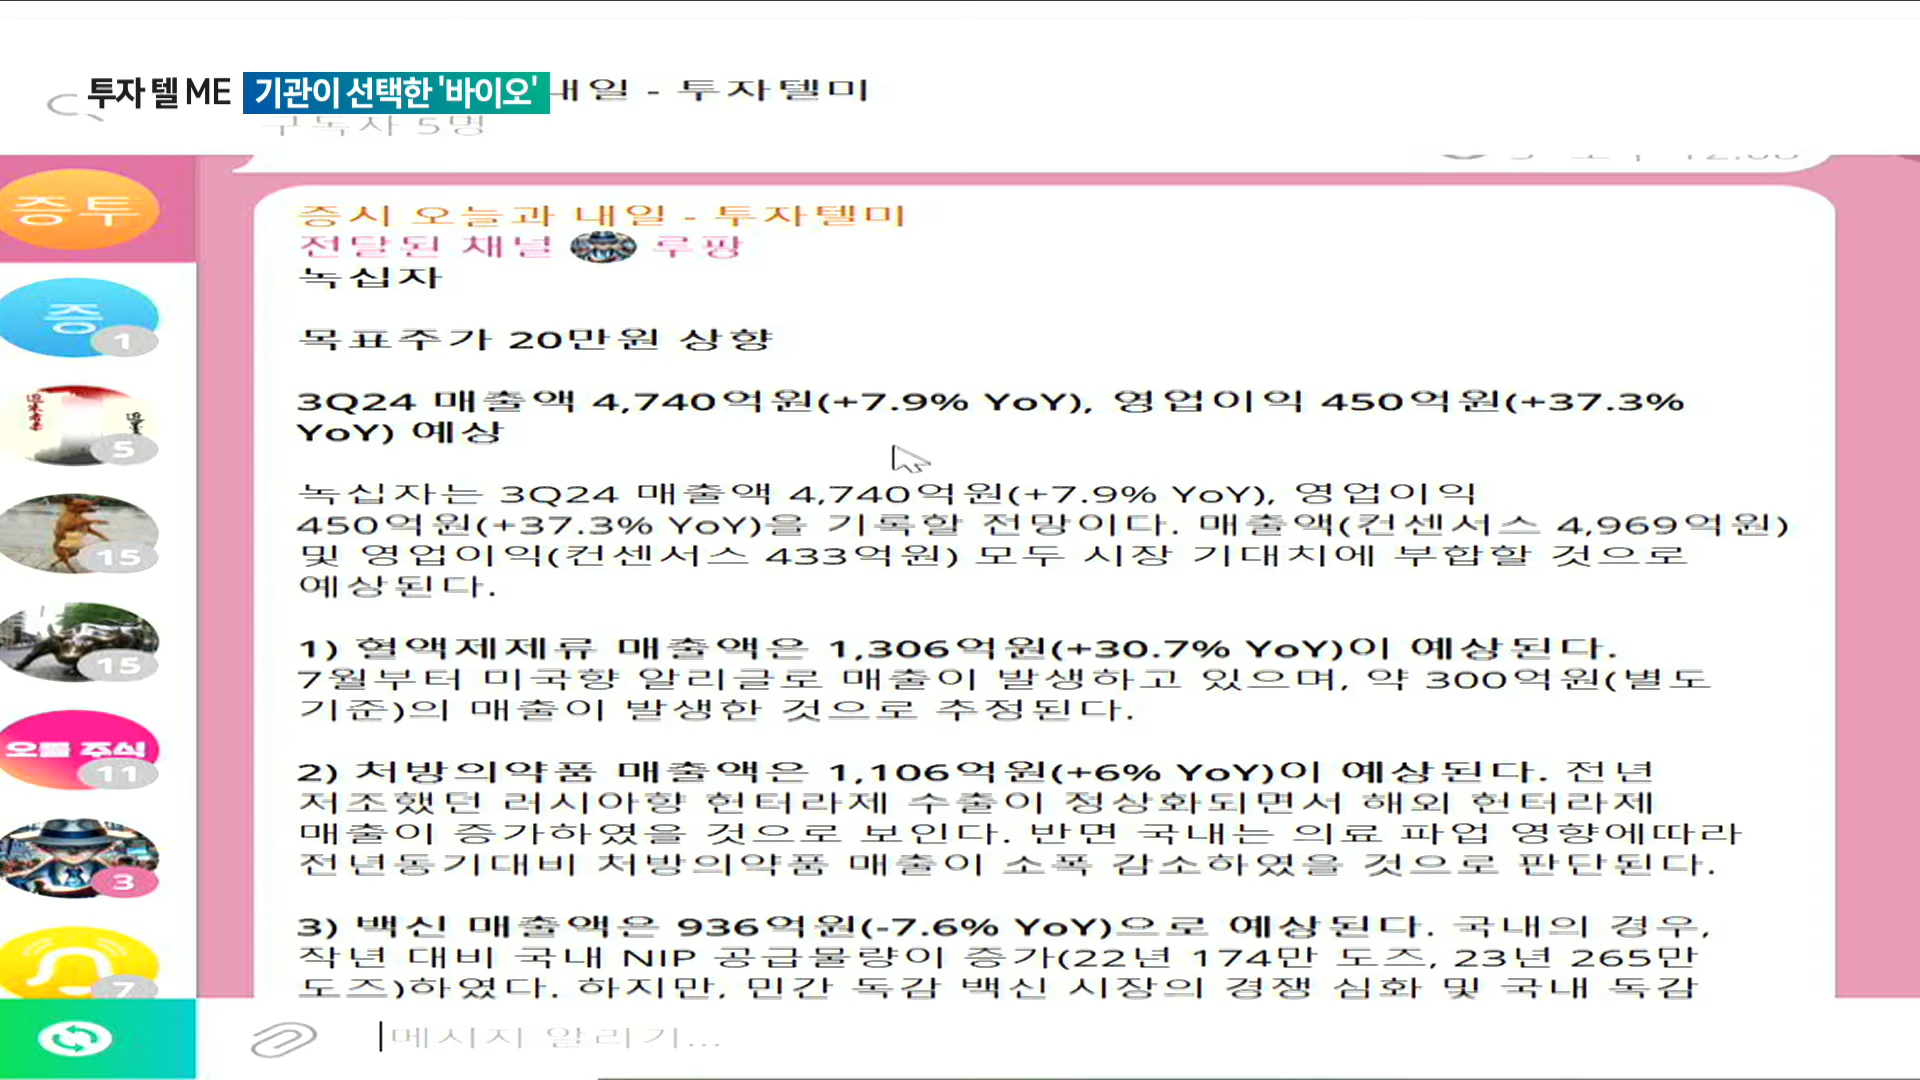 투자 텔 ME 기관이 선택한 '바이오' 내일 - 투자텔미
구독자 5명
증시 오늘과 내일 - 투자텔미
전달된 채널 루팡
녹십자
목표주가 20만원 상향
3Q24 매출액 4,740억원(+7.9% YoY), 영업이익 450억원(+37.3%
YoY) 예상
녹십자는 3Q24 매출액 4,740억원(+7.9% YoY), 영업이익
450억원(+37.3% YoY)을 기록할 전망이다. 매출액(컨센서스 4,969억원)
및 영업이익(컨센서스 433억원) 모두 시장 기대치에 부합할 것으로
예상된다.
1) 혈액제제류 매출액은 1,306억원(+30.7% YoY)이 예상된다.
7월부터 미국향 알리글로 매출이 발생하고 있으며, 약 300억원(별도
기준)의 매출이 발생한 것으로 추정된다.
2) 처방의약품 매출액은 1,106억원(+6% YoY)이 예상된다. 전년
저조했던 러시아향 헌터라제 수출이 정상화되면서 해외 헌터라제
매출이 증가하였을 것으로 보인다. 반면 국내는 의료 파업 영향에따라
전년동기대비 처방의약품 매출이 소폭 감소하였을 것으로 판단된다.
3) 백신 매출액은 936억원(-7.6% YoY)으로 예상된다. 국내의 경우,
작년 대비 국내 NIP 공급물량이 증가(22년 174만 도즈, 23년 265만
도즈)하였다. 하지만, 민간 독감 백신 시장의 경쟁 심화 및 국내 독감
메시지 알리기...
증투
증
1
5
15
15
오늘 주식
11
3
7